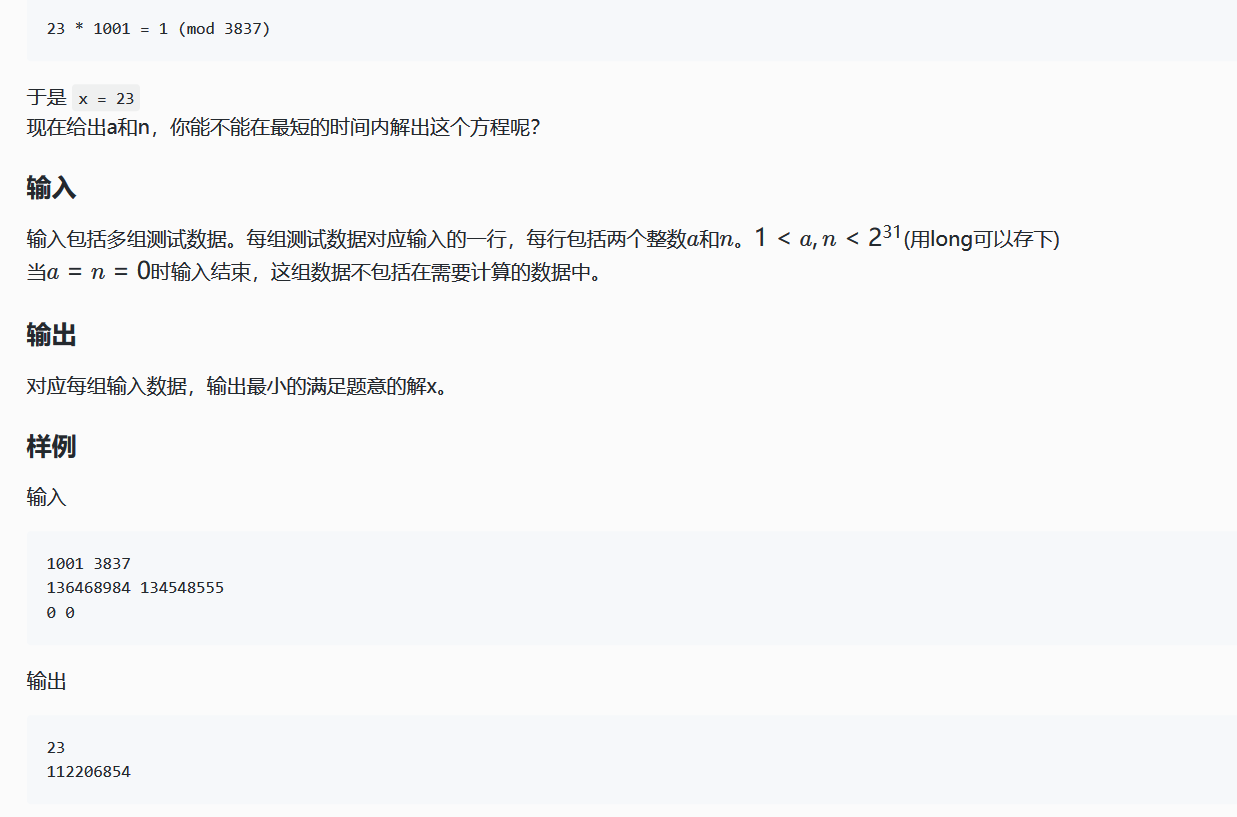 23 * 1001 = 1 (mod 3837)
于是 x = 23
现在给出a和n，你能不能在最短的时间内解出这个方程呢？
输入
输入包括多组测试数据。每组测试数据对应输入的一行，每行包括两个整数a和n。1 < a, n < 2^31(用long可以存下)
当a = n = 0时输入结束，这组数据不包括在需要计算的数据中。
输出
对应每组输入数据，输出最小的满足题意的解x。
样例
输入
1001 3837
136468984 134548555
0 0
输出
23
112206854